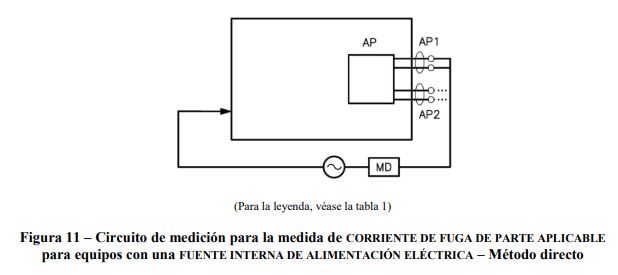 AP
AP1
AP2
MD
(Para la leyenda, véase la tabla 1)
Figura 11 – Circuito de medición para la medida de CORRIENTE DE FUGA DE PARTE APLICABLE
para equipos con una FUENTE INTERNA DE ALIMENTACIÓN ELÉCTRICA – Método directo